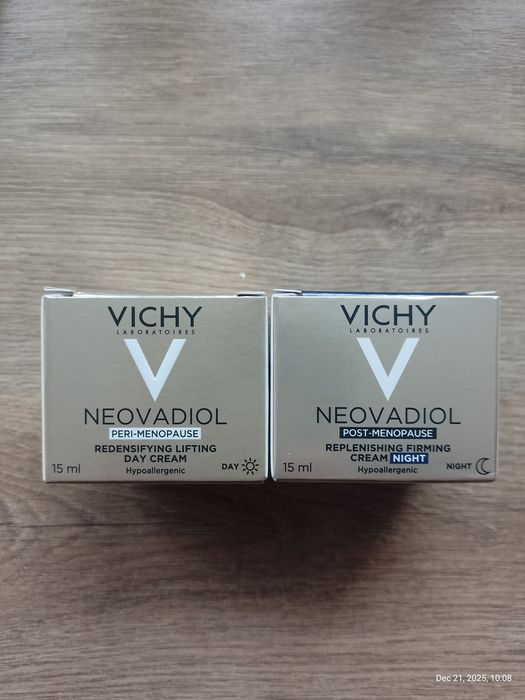 VICHY
LABORATOIRES
V
NEOVADIOL
PERI-MENOPAUSE
REDENSIFYING LIFTING
DAY CREAM
Hypoallergenic
15 ml
DAY
VICHY
LABORATOIRES
V
NEOVADIOL
POST-MENOPAUSE
REPLENISHING FIRMING
CREAM NIGHT
Hypoallergenic
15 ml
NIGHT
Dec 21, 2025, 10:08